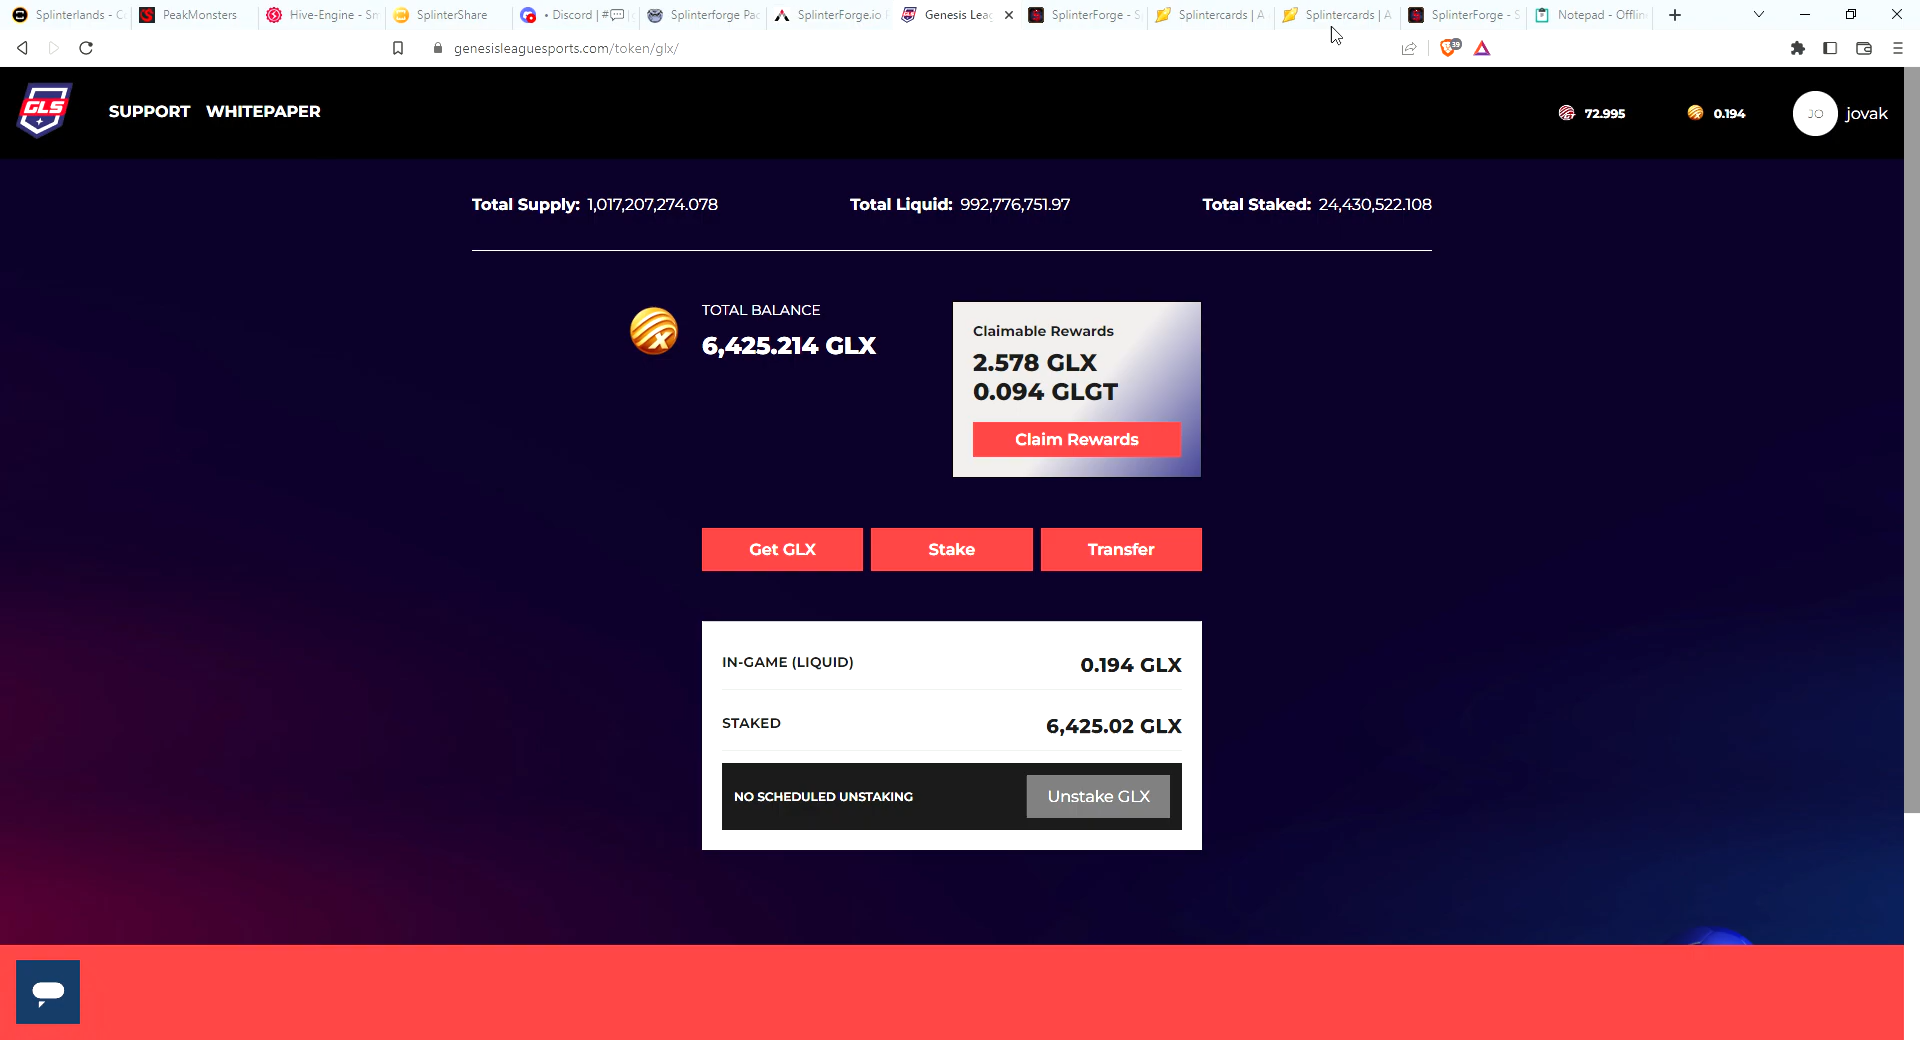 Splinterlands - C
PeakMonsters
Hive-Engine - Sm
SplinterShare
• Discord | #💬 |
Splinterforge Pac
SplinterForge.io
Genesis Leag
SplinterForge - S
Splintercards | A
Splintercards | A
SplinterForge - S
Notepad - Offlin
genesisleaguesports.com/token/glx/
39
GLS
SUPPORT WHITEPAPER
72.995
0.194
JO
jovak
Total Supply: 1,017,207,274.078
Total Liquid: 992,776,751.97
Total Staked: 24,430,522.108
TOTAL BALANCE
6,425.214 GLX
Claimable Rewards
2.578 GLX
0.094 GLGT
Claim Rewards
Get GLX
Stake
Transfer
IN-GAME (LIQUID)
0.194 GLX
STAKED
6,425.02 GLX
NO SCHEDULED UNSTAKING
Unstake GLX